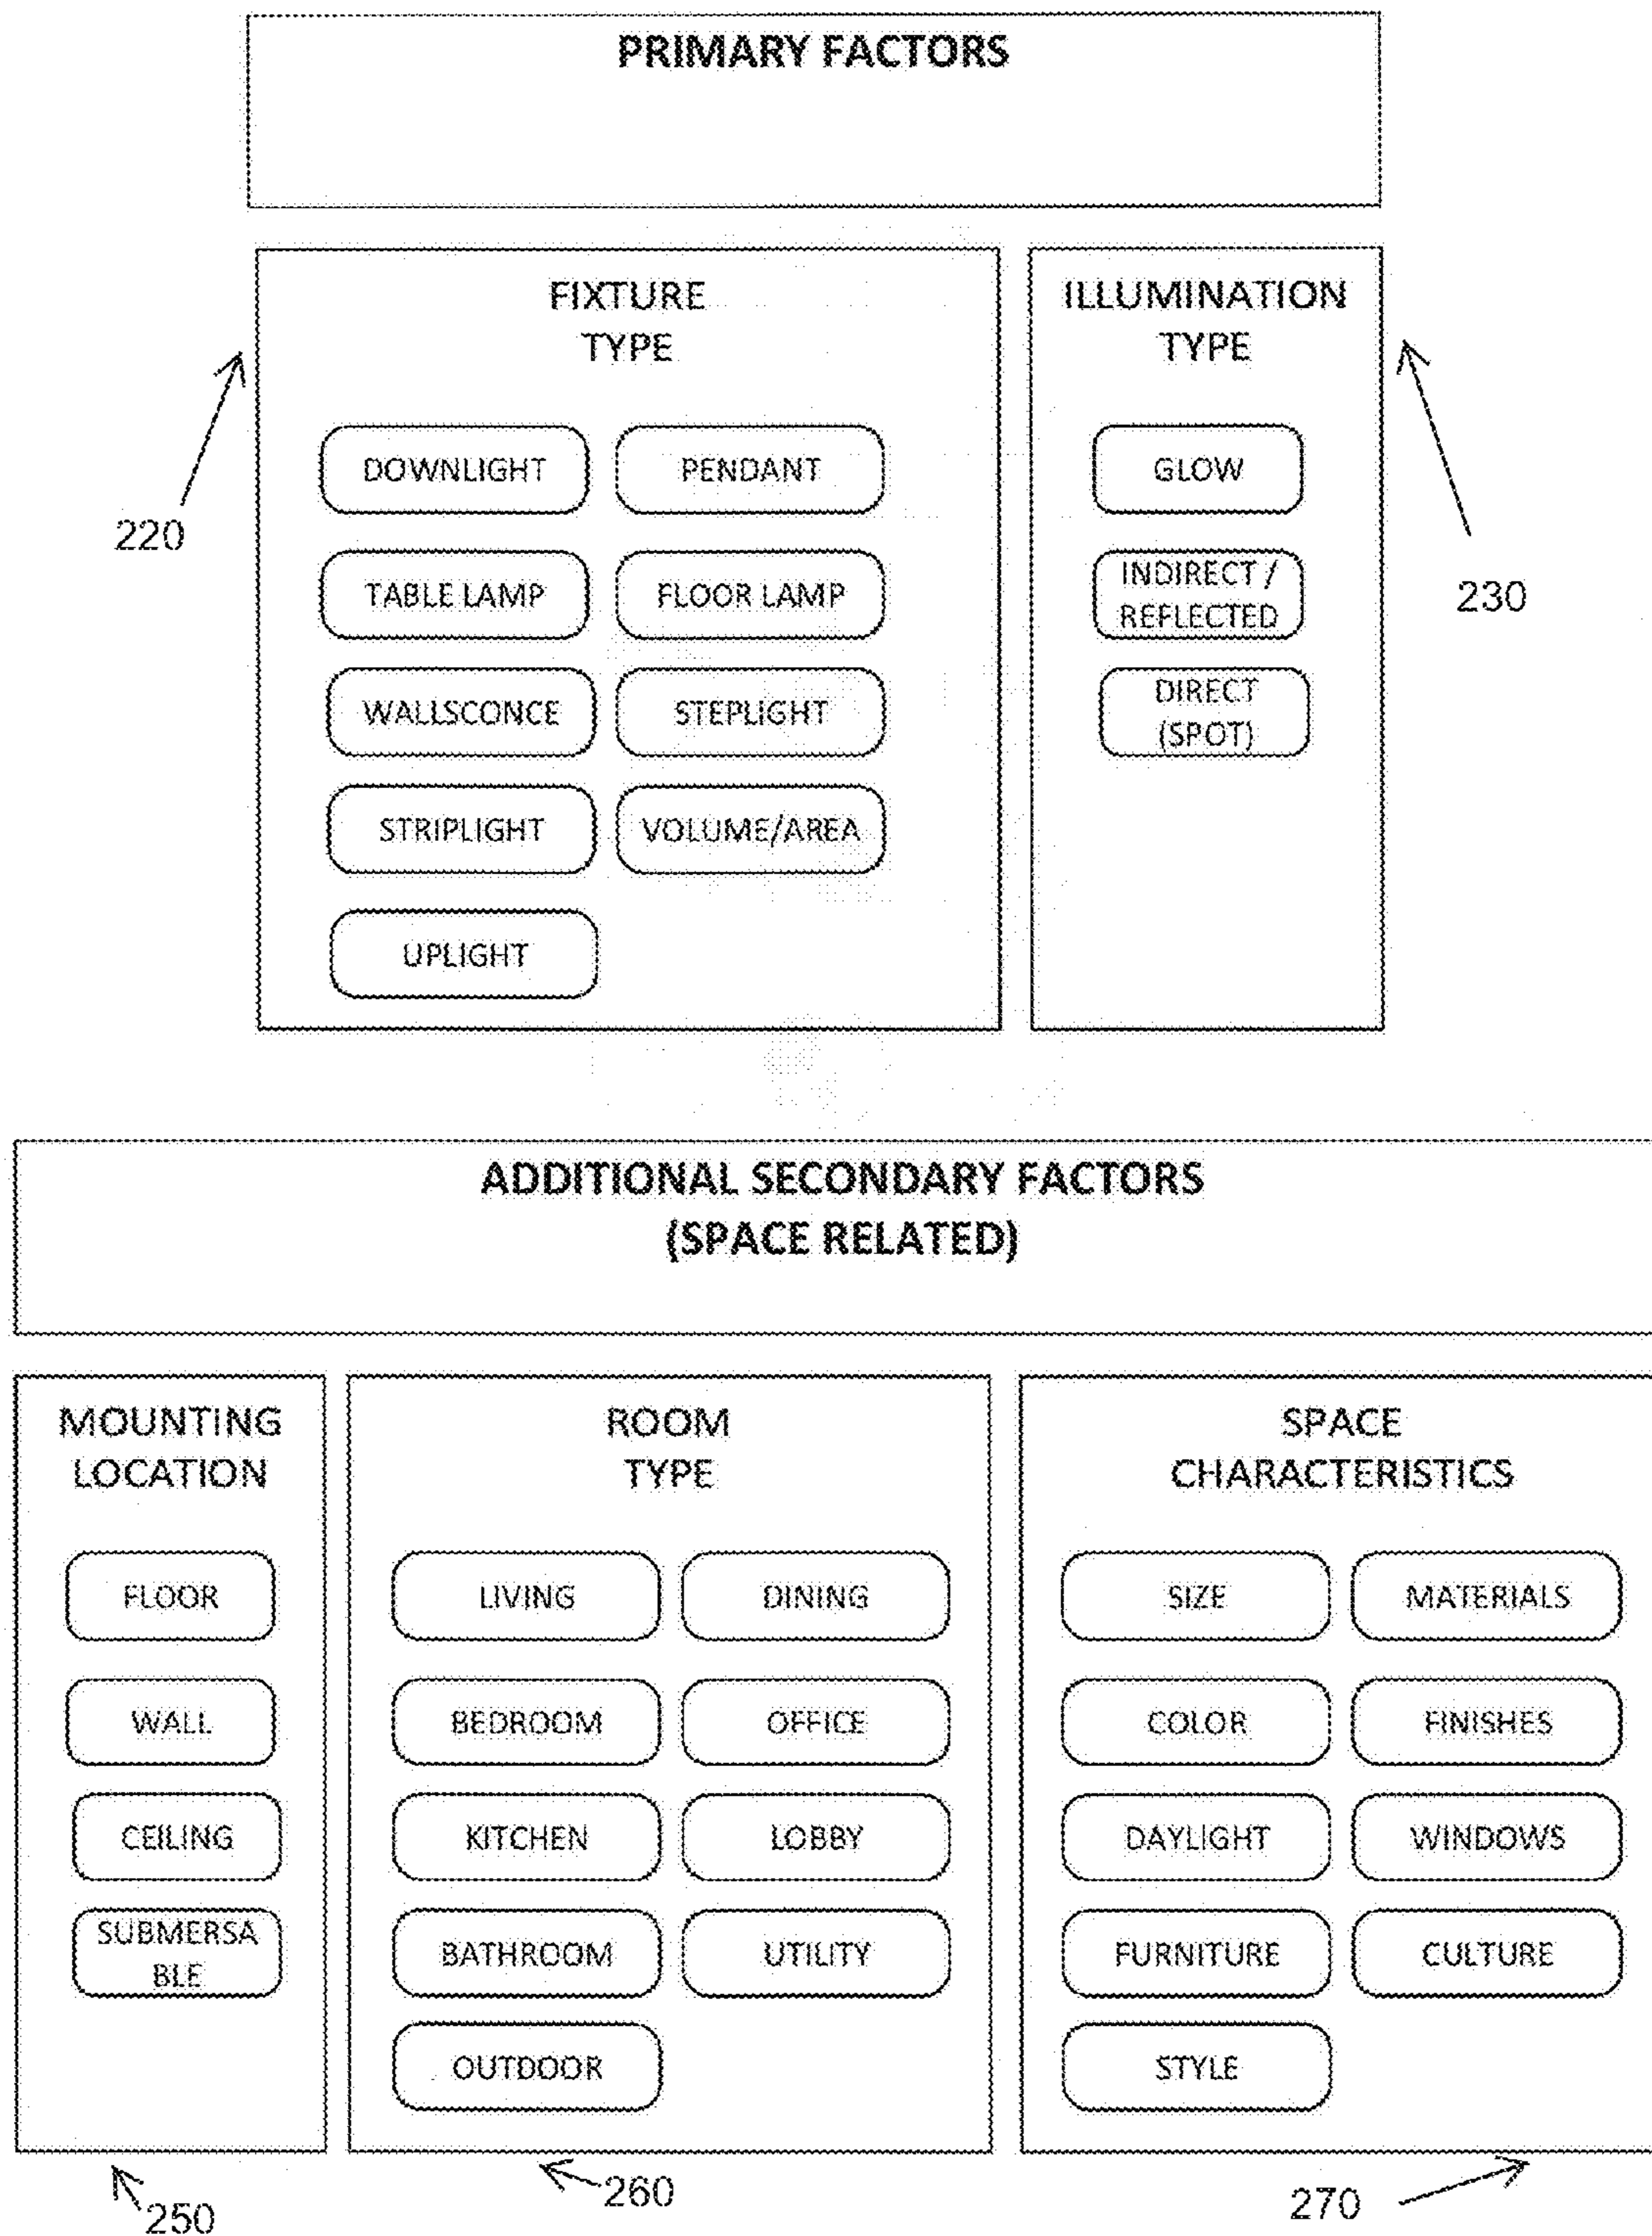 PRIMARY FACTORS
FIXTURE
TYPE
DOWNLIGHT
PENDANT
TABLE LAMP
FLOOR LAMP
WALLSCONCE
STEPLIGHT
STRIPLIGHT
VOLUME/AREA
UPLIGHT
220
ILLUMINATION
TYPE
GLOW
INDIRECT /
REFLECTED
DIRECT
(SPOT)
230
ADDITIONAL SECONDARY FACTORS
(SPACE RELATED)
MOUNTING
LOCATION
FLOOR
WALL
CEILING
SUBMERSA
BLE
250
ROOM
TYPE
LIVING
DINING
BEDROOM
OFFICE
KITCHEN
LOBBY
BATHROOM
UTILITY
OUTDOOR
260
SPACE
CHARACTERISTICS
SIZE
MATERIALS
COLOR
FINISHES
DAYLIGHT
WINDOWS
FURNITURE
CULTURE
STYLE
270